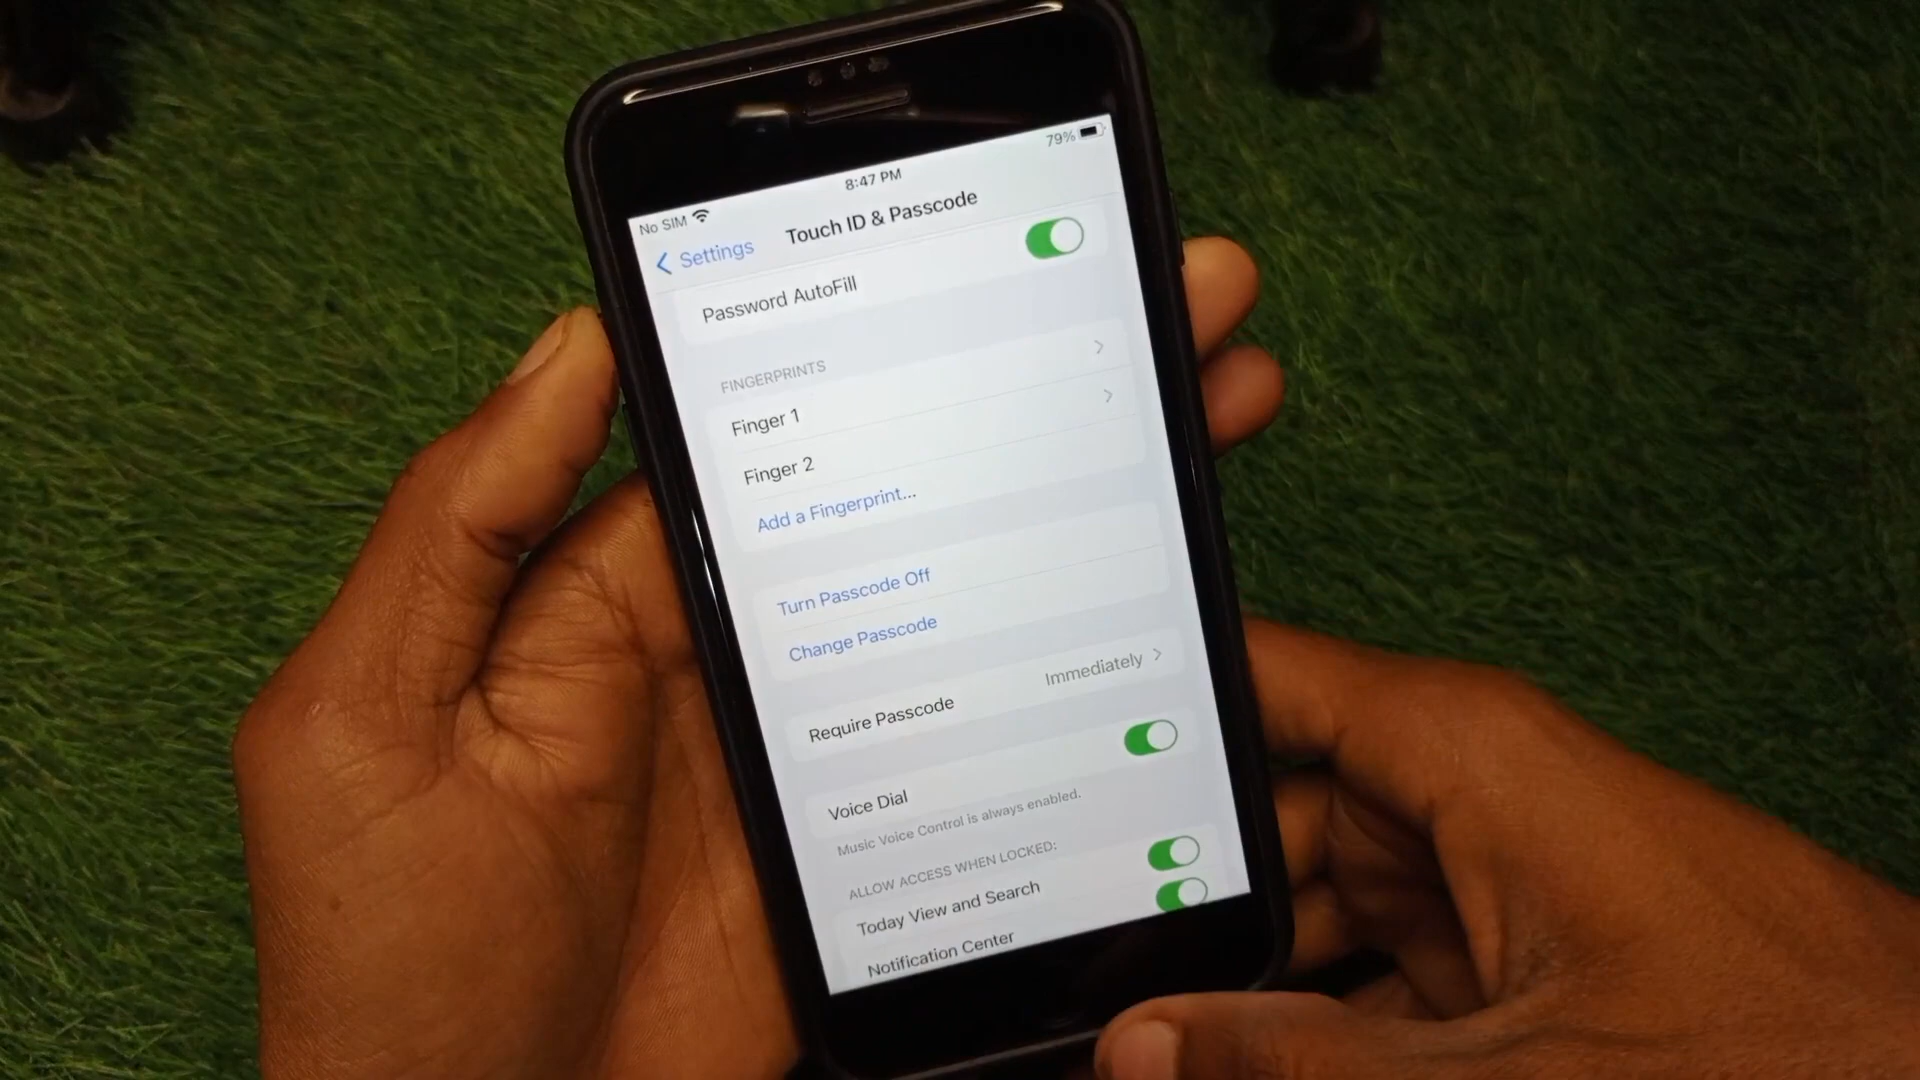 No SIM
8:47 PM
79%
Settings
Touch ID & Passcode
Password AutoFill
FINGERPRINTS
Finger 1
Finger 2
Add a Fingerprint...
Turn Passcode Off
Change Passcode
Require Passcode Immediately
Voice Dial
Music Voice Control is always enabled.
ALLOW ACCESS WHEN LOCKED:
Today View and Search
Notification Center